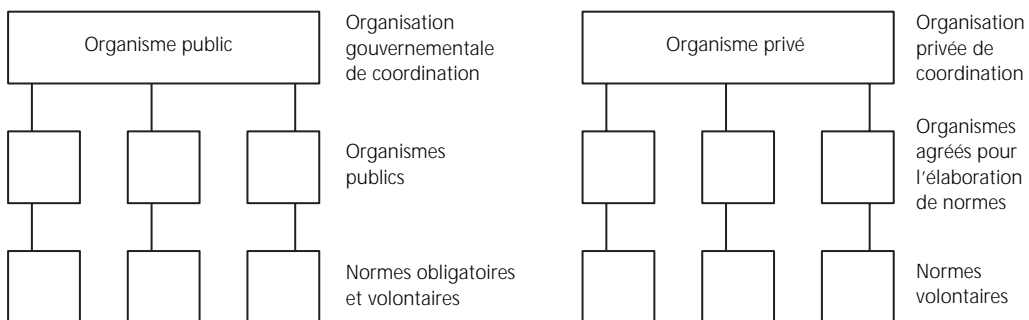 Organisme public
Organisation
gouvernementale
de coordination
Organismes
publics
Normes obligatoires
et volontaires
Organisme privé
Organisation
privée de
coordination
Organismes
agréés pour
l'élaboration
de normes
Normes
volontaires